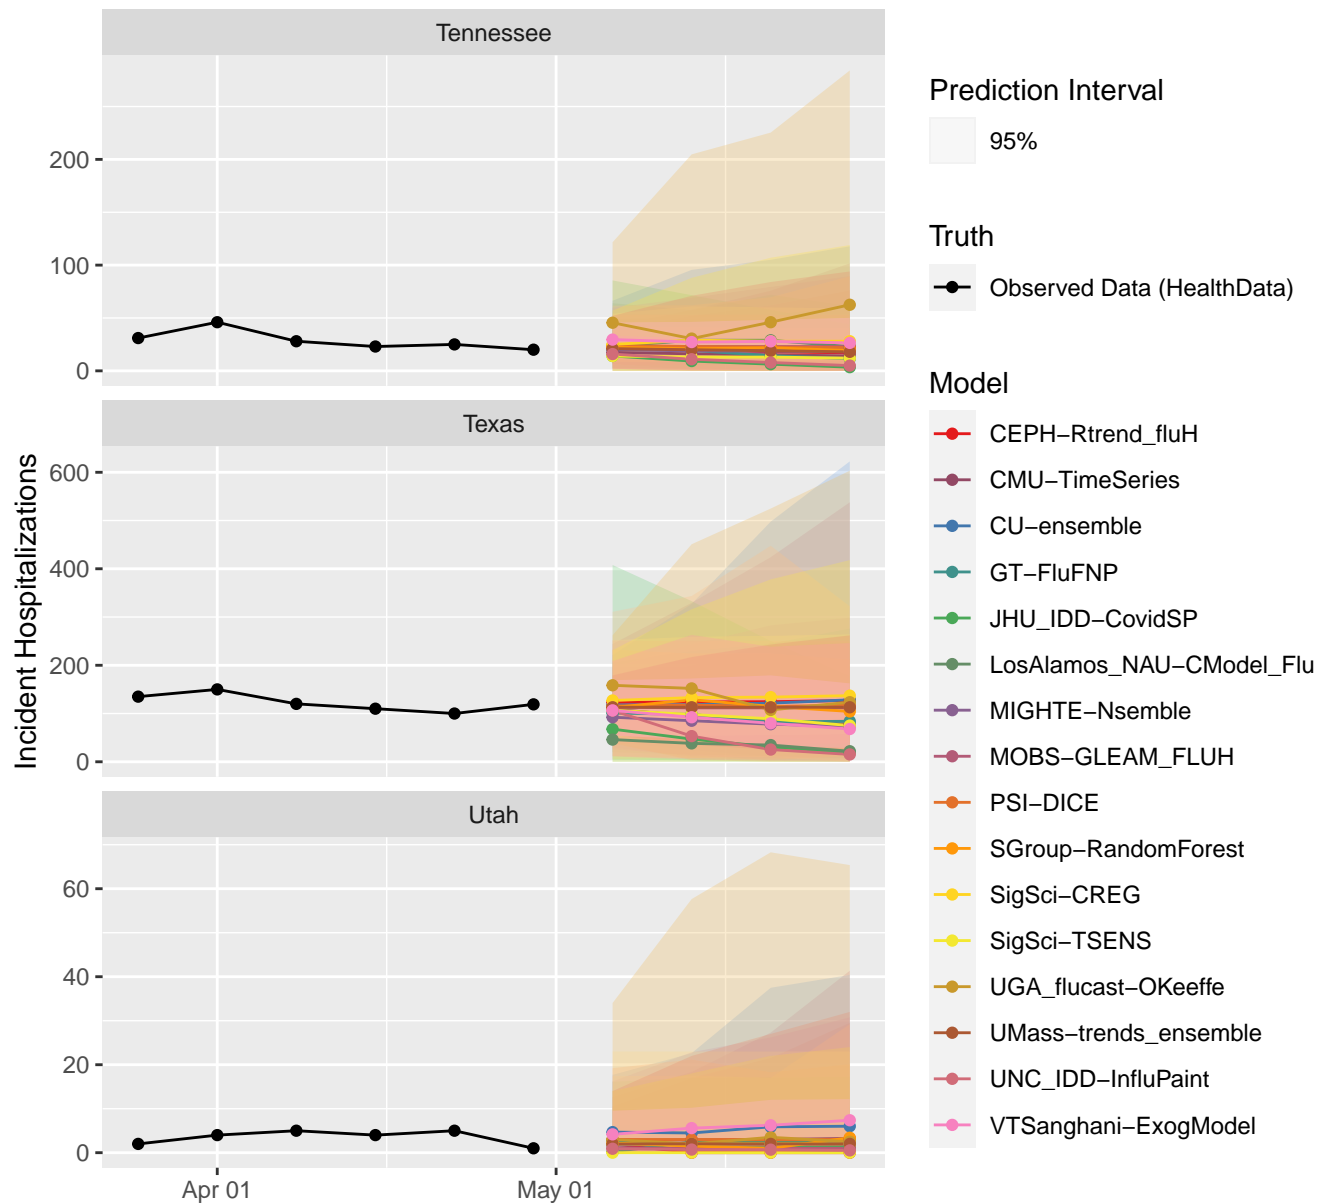 Tennessee
200
100
0
Texas
600
400
200
0
Utah
60
40
20
0
Apr 01
May 01
Incident Hospitalizations
Prediction Interval
95%
Truth
Observed Data (HealthData)
Model
CEPH−Rtrend_fluH
CMU−TimeSeries
CU−ensemble
GT−FluFNP
JHU_IDD−CovidSP
LosAlamos_NAU−CModel_Flu
MIGHTE−Nsemble
MOBS−GLEAM_FLUH
PSI−DICE
SGroup−RandomForest
SigSci−CREG
SigSci−TSENS
UGA_flucast−OKeeffe
UMass−trends_ensemble
UNC_IDD−InfluPaint
VTSanghani−ExogModel